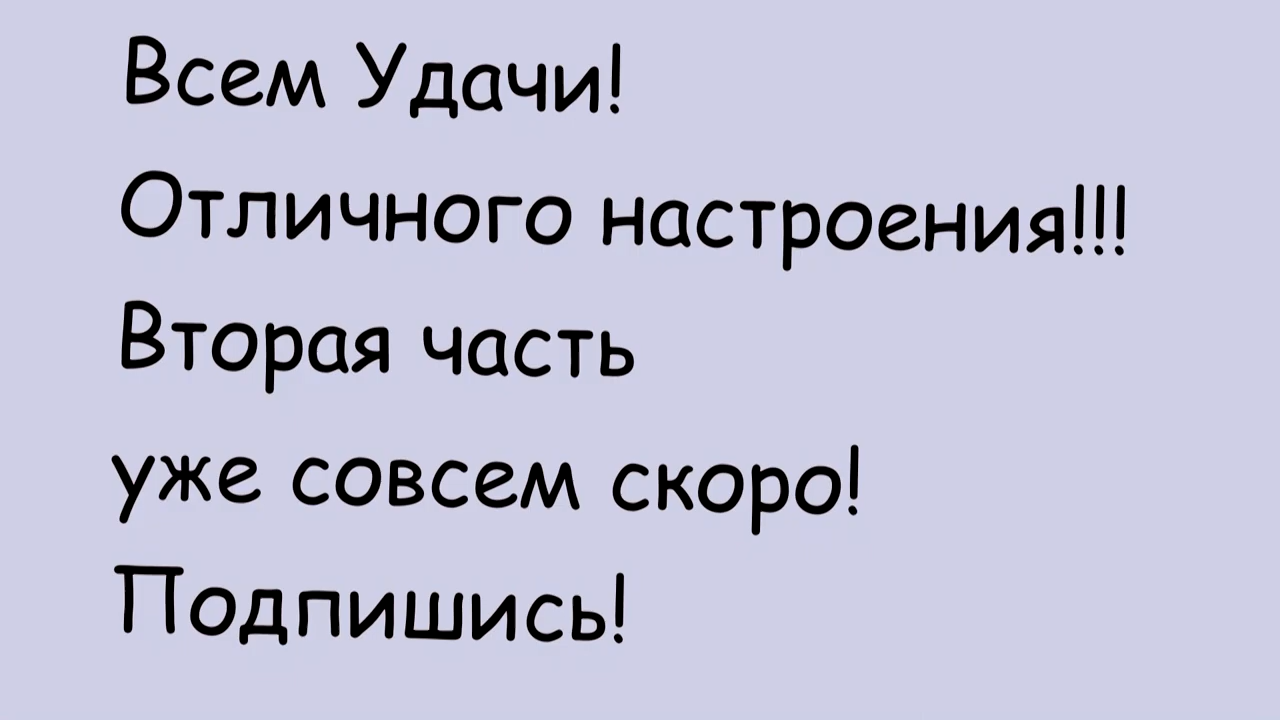 Всем Удачи!
Отличного настроения!!!
Вторая часть
уже совсем скоро!
Подпишись!